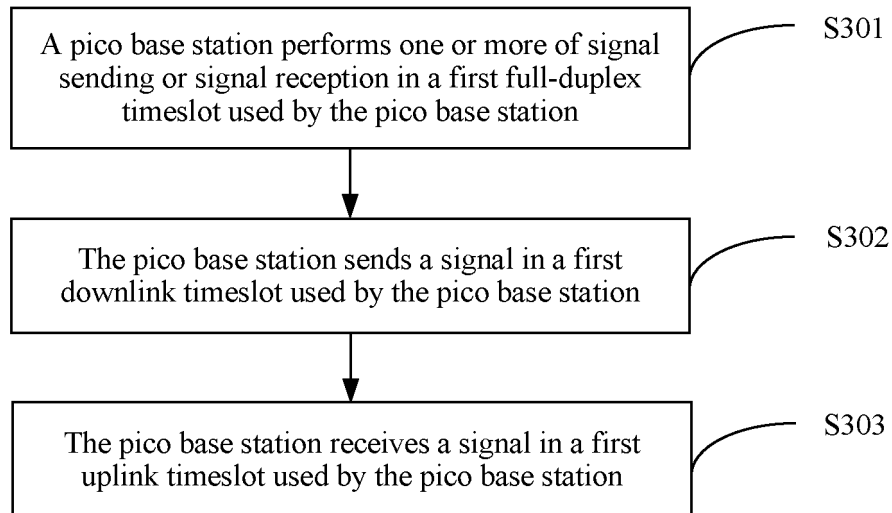 A pico base station performs one or more of signal
sending or signal reception in a first full-duplex
timeslot used by the pico base station
S301
The pico base station sends a signal in a first
downlink timeslot used by the pico base station
S302
The pico base station receives a signal in a first
uplink timeslot used by the pico base station
S303